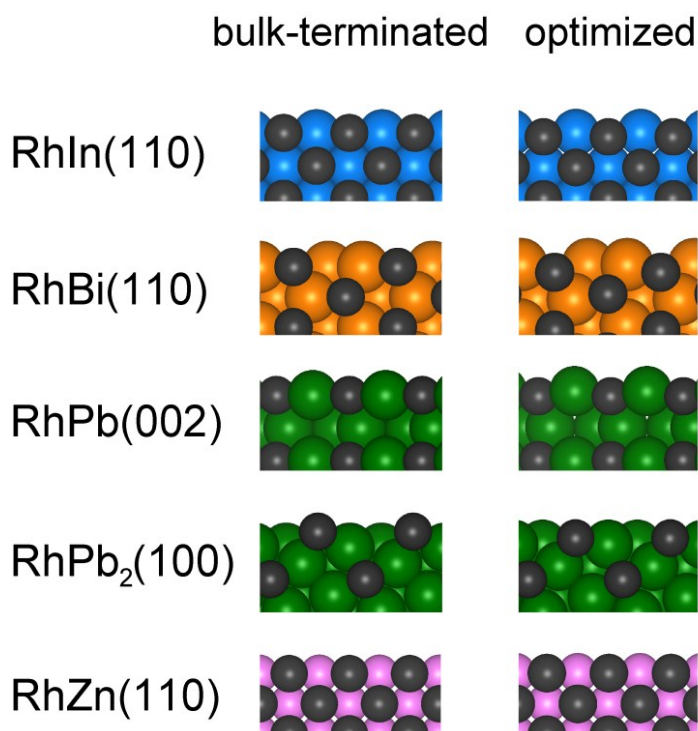 bulk-terminated optimized
RhIn(110)
RhBi(110)
RhPb(002)
RhPb₂(100)
RhZn(110)